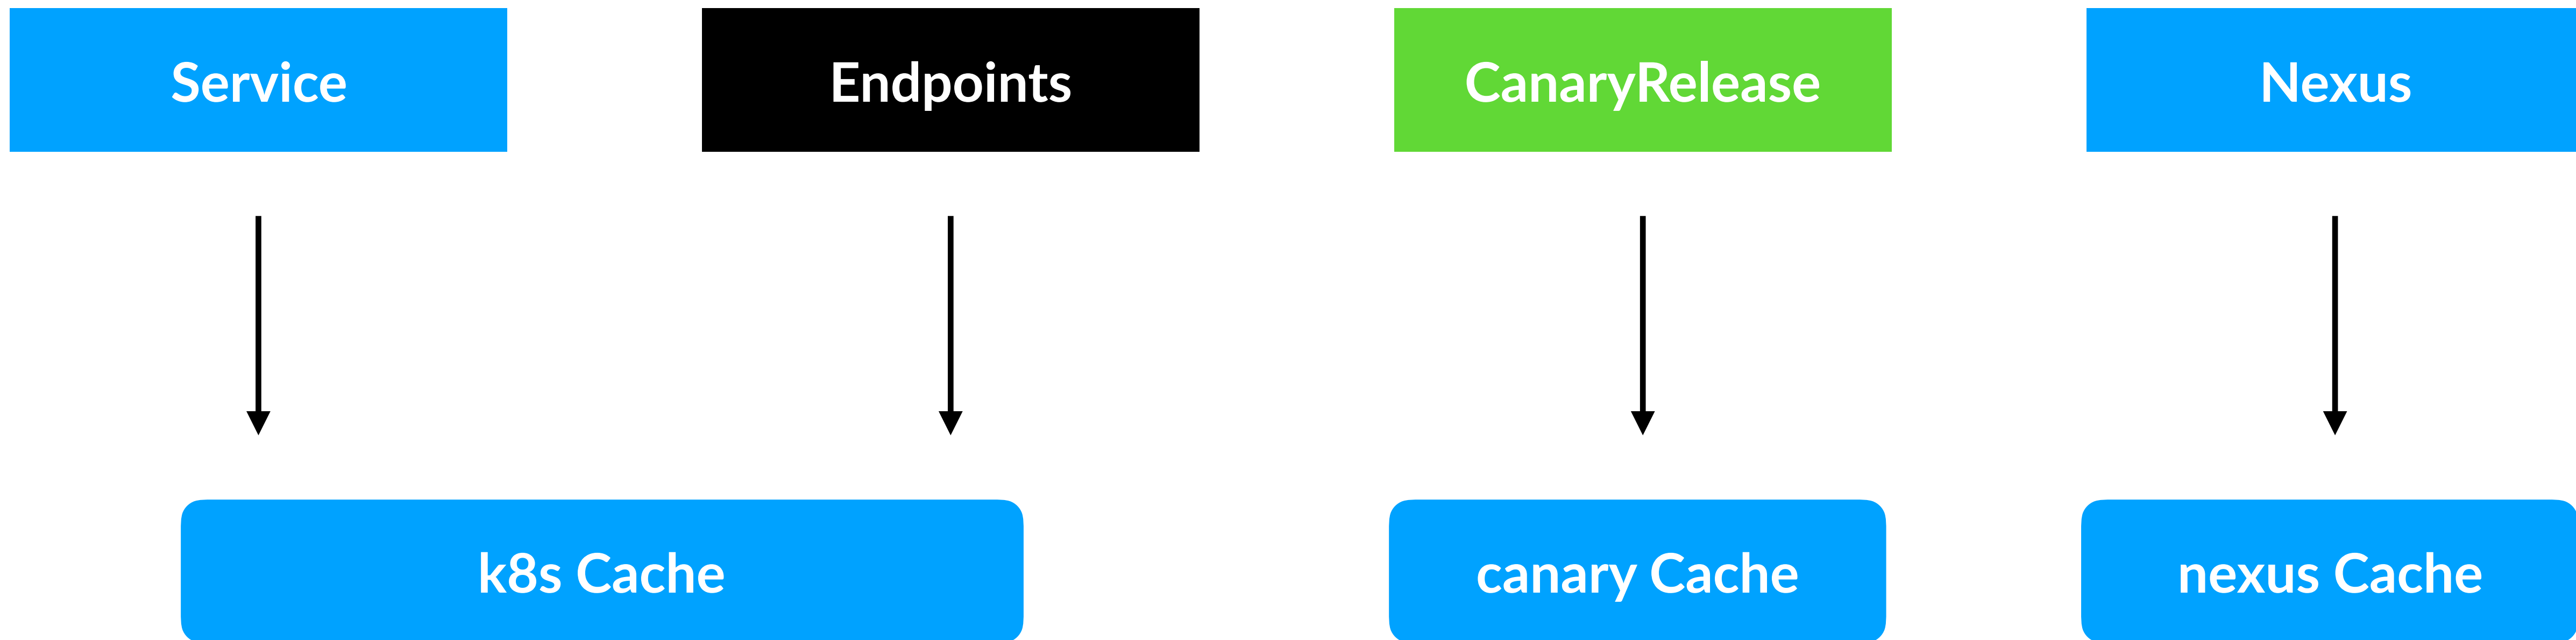 Service
Endpoints
CanaryRelease
Nexus
k8s Cache
canary Cache
nexus Cache